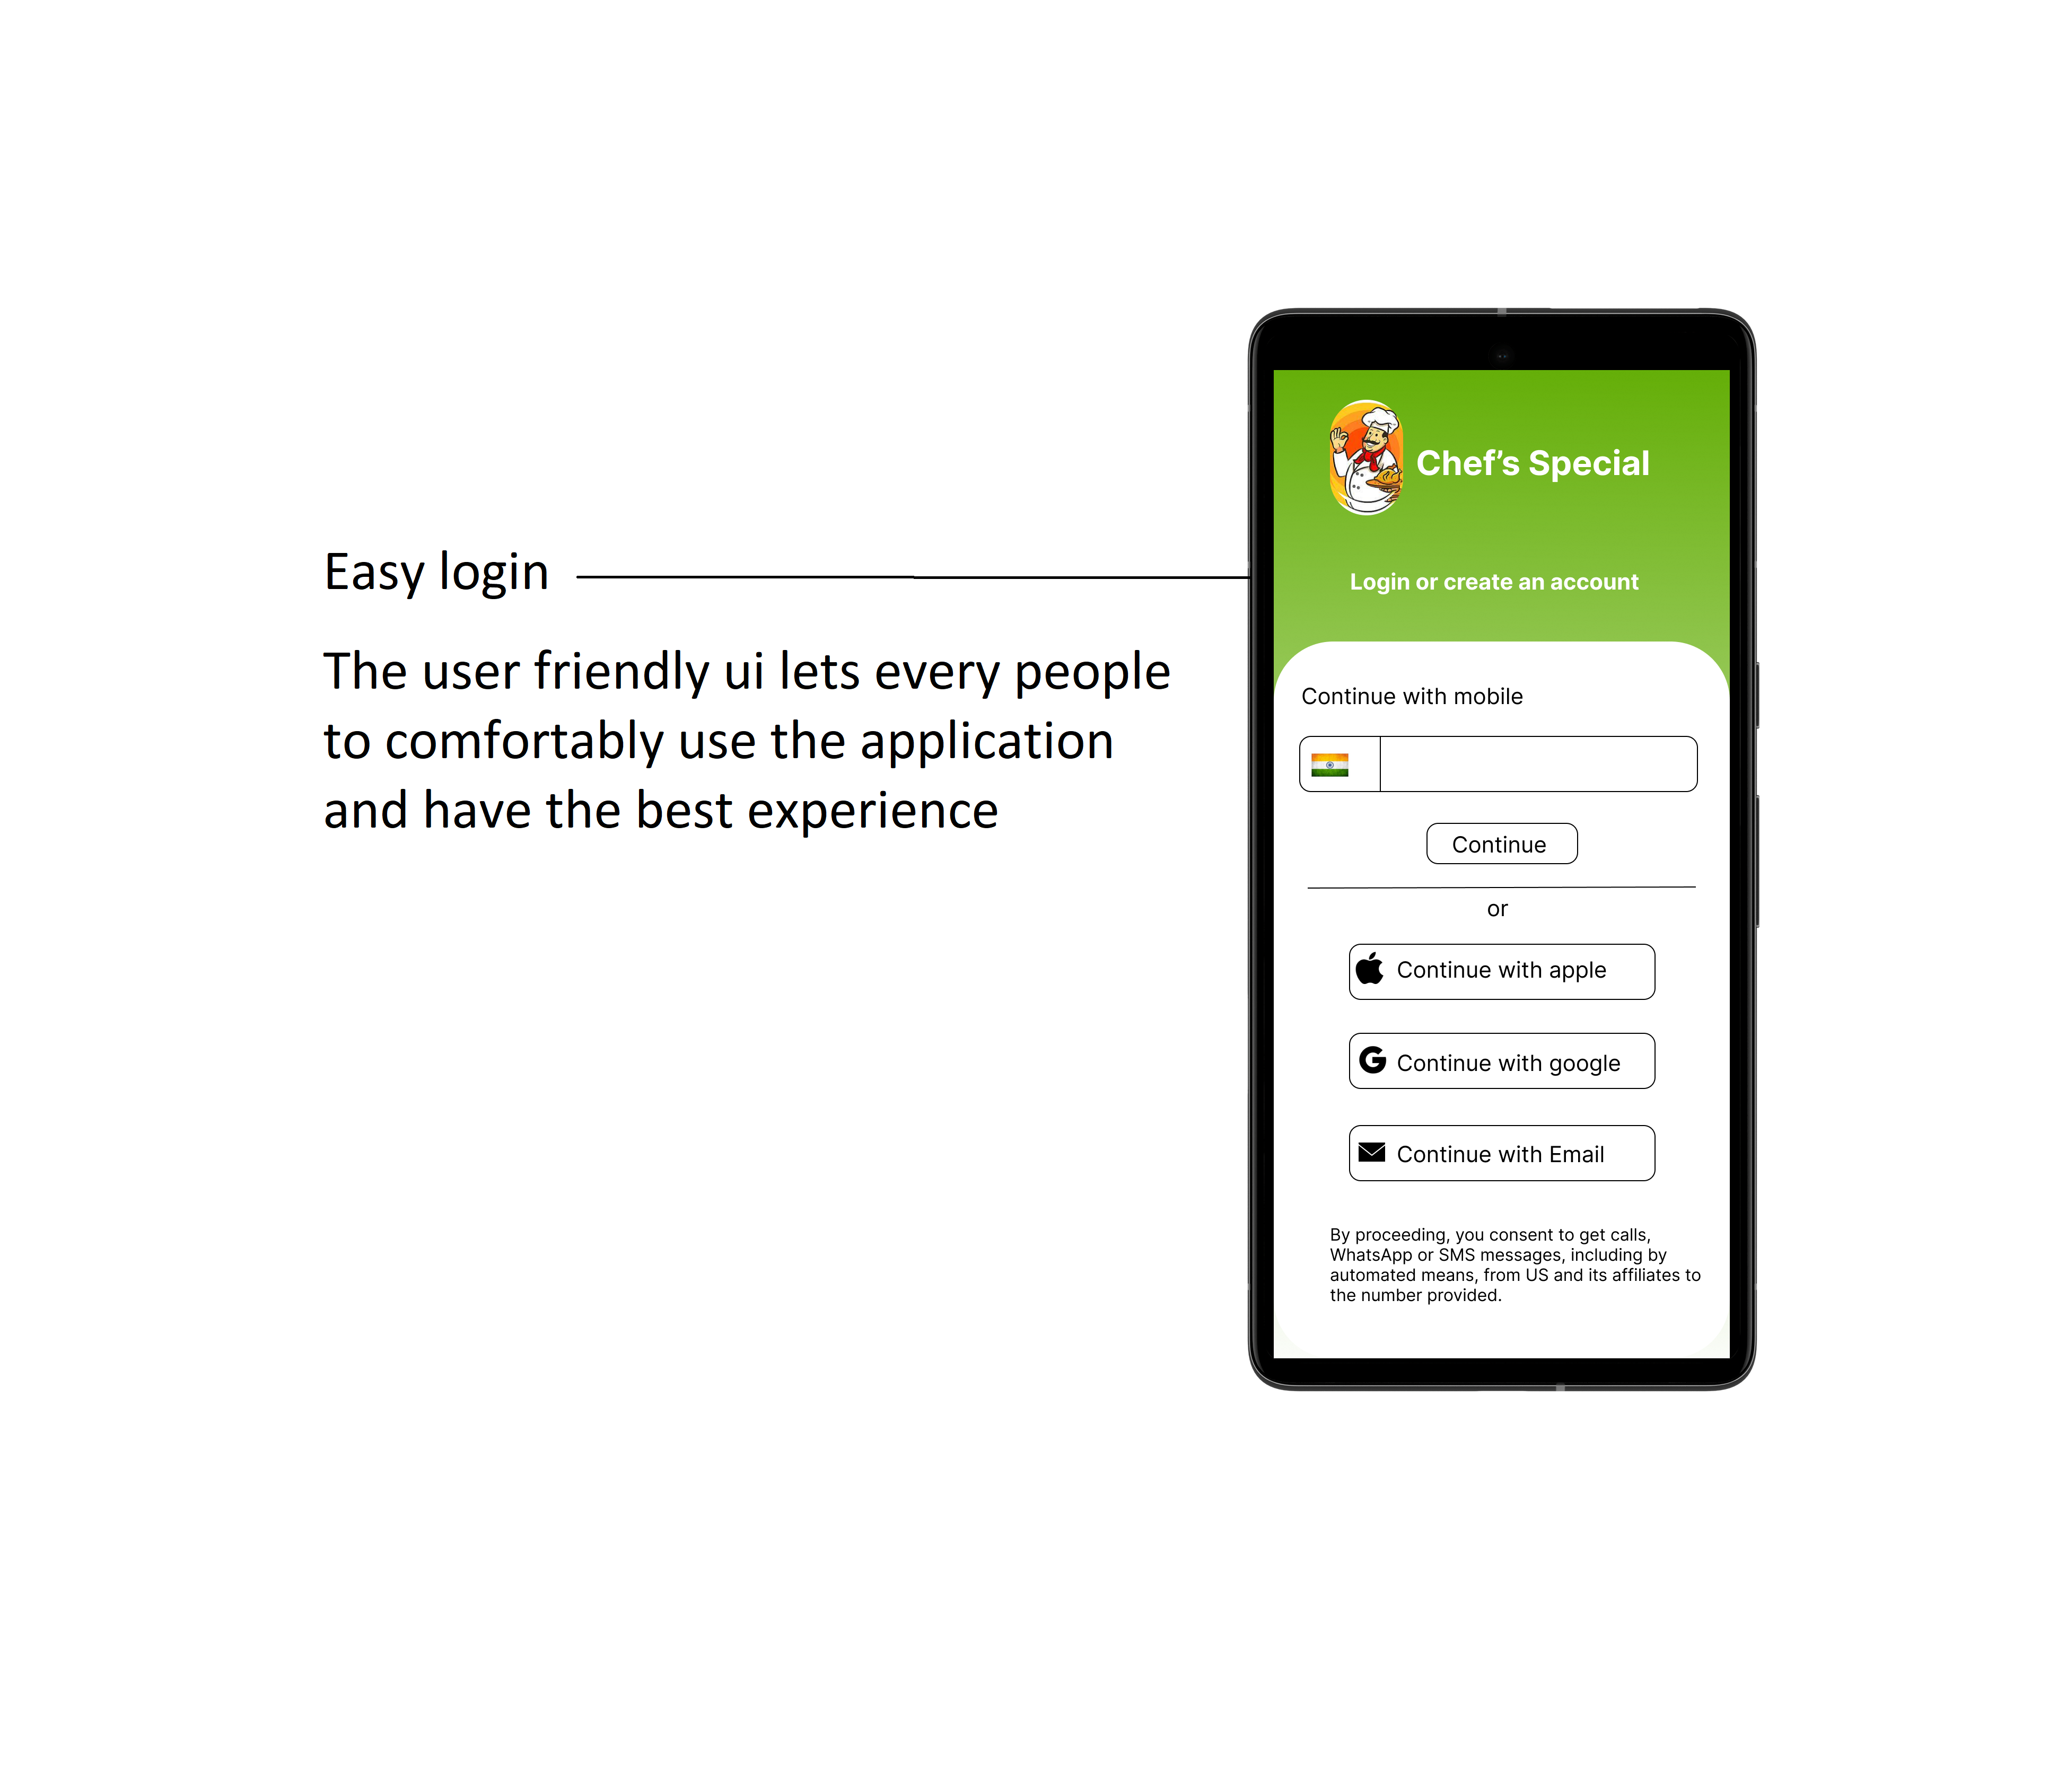 Easy login
The user friendly ui lets every people
to comfortably use the application
and have the best experience
Chef’s Special
Login or create an account
Continue with mobile
Continue
or
Continue with apple
Continue with google
Continue with Email
By proceeding, you consent to get calls,
WhatsApp or SMS messages, including by
automated means, from US and its affiliates to
the number provided.